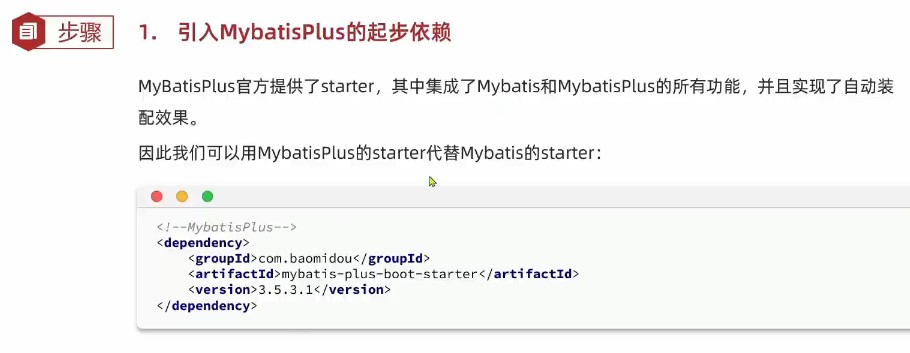 步骤
1. 引入MybatisPlus的起步依赖
MyBatisPlus官方提供了starter，其中集成了Mybatis和MybatisPlus的所有功能，并且实现了自动装
配效果。
因此我们可以用MybatisPlus的starter代替Mybatis的starter：
<!--MybatisPlus-->
<dependency>
    <groupId>com.baomidou</groupId>
    <artifactId>mybatis-plus-boot-starter</artifactId>
    <version>3.5.3.1</version>
</dependency>